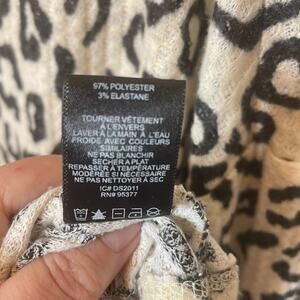 97% POLYESTER
3% ELASTANE
TOURNER VÊTEMENT
À L'ENVERS
LAVER À LA MAIN À L'EAU
FROIDE AVEC COULEURS
SIMILAIRES
NE PAS BLANCHIR
SÉCHER À PLAT
REPASSER À TEMPÉRATURE
MODÉRÉE SI NÉCESSAIRE
NE PAS NETTOYER À SEC
IC# DS2011
RN# 95377